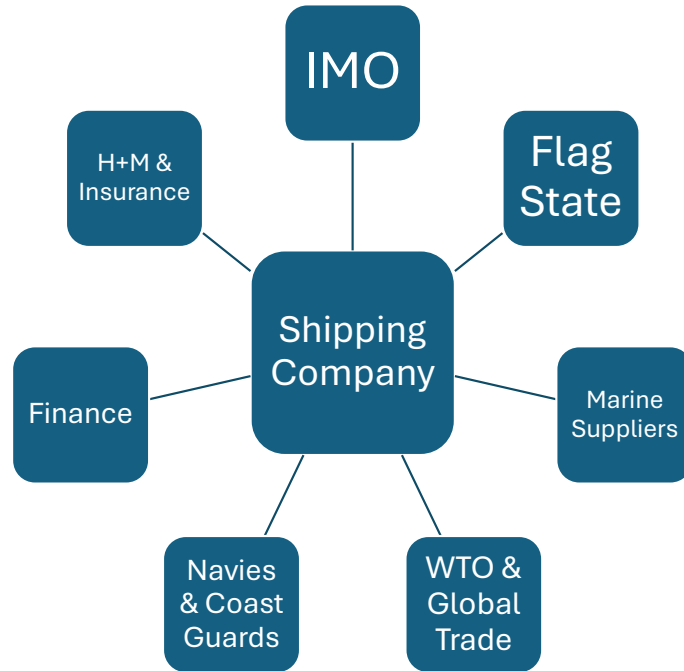 IMO
H+M &
Insurance
Flag
State
Shipping
Company
Finance
Marine
Suppliers
Navies
& Coast
Guards
WTO &
Global
Trade